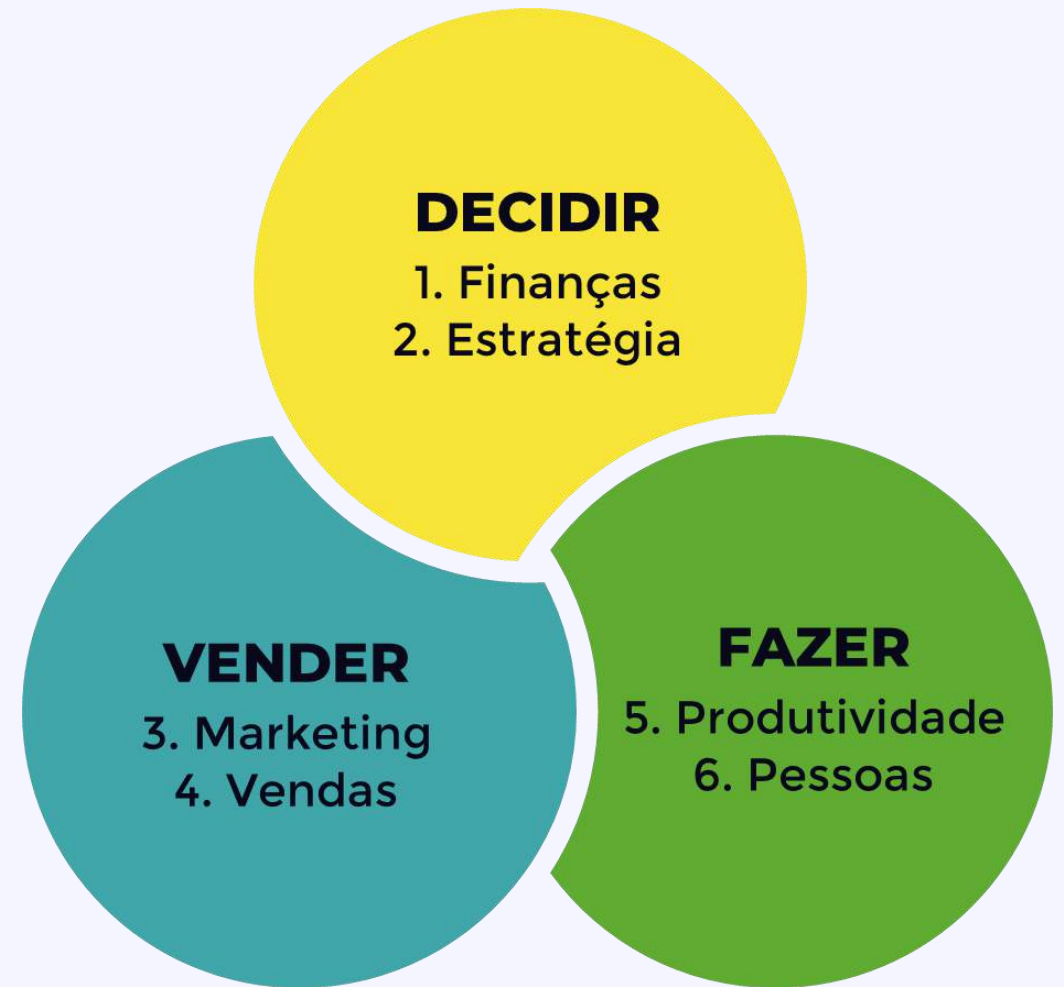 DECIDIR
1. Finanças
2. Estratégia
VENDER
3. Marketing
4. Vendas
FAZER
5. Produtividade
6. Pessoas